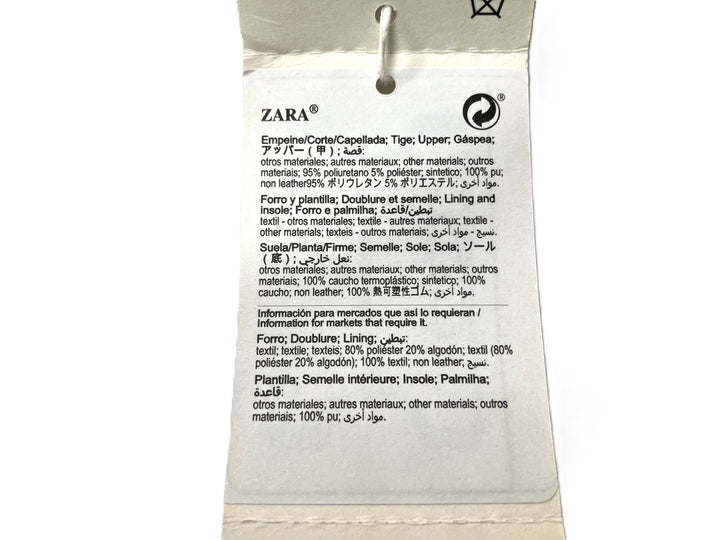 ZARA®
Empeine/Corte/Capellada; Tige; Upper; Gáspea;
アッパー ( 甲 ) ; قصة:
otros materiales; autres materiaux; other materials; outros
materiais; 95% poliuretano 5% poliéster; sintetico; 100% pu;
non leather95% ポリウレタン 5% ポリエステル; مواد أخرى.
Forro y plantilla; Doublure et semelle; Lining and
insole; Forro e palmilha; تبطين/قاعدة
textil - otros materiales; textile - autres materiaux; textile -
other materials; texteis - outros materiais; نسيج - مواد أخرى.
Suela/Planta/Firme; Semelle; Sole; Sola; ソール
( 底 ) ; نعل خارجي:
otros materiales; autres materiaux; other materials; outros
materiais; 100% caucho termoplástico; sintetico; 100%
caucho; non leather; 100% 熱可塑性ゴム; مواد أخرى.
Información para mercados que así lo requieran /
Information for markets that require it.
Forro; Doublure; Lining; تبطين:
textil; textile; texteis; 80% poliéster 20% algodón; textil (80%
poliéster 20% algodón); 100% textil; non leather; نسيج.
Plantilla; Semelle intérieure; Insole; Palmilha;
قاعدة:
otros materiales; autres materiaux; other materials; outros
materiais; 100% pu; مواد أخرى.